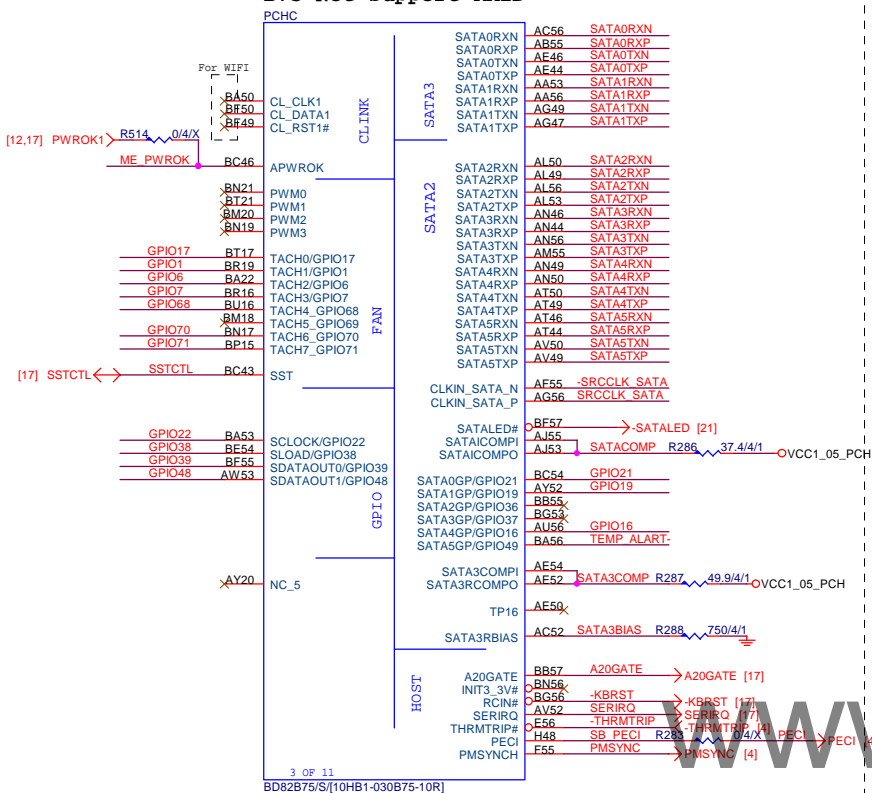 PCHC
For WIFI
BA50 CL_CLK1
BF50 CL_DATA1
BF49 CL_RST1#
[12,17] PWROK1 R514 0/4/X
ME_PWROK BC46 APWROK
BN21 PWM0
BT21 PWM1
BM20 PWM2
BN19 PWM3
GPIO17 BT17 TACH0/GPIO17
GPIO1 BR19 TACH1/GPIO1
GPIO6 BA22 TACH2/GPIO6
GPIO7 BR16 TACH3/GPIO7
GPIO68 BU16 TACH4_GPIO68
BM18 TACH5_GPIO69
GPIO70 BN17 TACH6_GPIO70
GPIO71 BP15 TACH7_GPIO71
[17] SSTCTL SSTCTL BC43 SST
GPIO22 BA53 SCLOCK/GPIO22
GPIO38 BE54 SLOAD/GPIO38
GPIO39 BF55 SDATAOUT0/GPIO39
GPIO48 AW53 SDATAOUT1/GPIO48
AY20 NC_5
CLINK
FAN
GPIO
SATA3
SATA2
HOST
SATA0RXN AC56 SATA0RXN
SATA0RXP AB55 SATA0RXP
SATA0TXN AE46 SATA0TXN
SATA0TXP AE44 SATA0TXP
SATA1RXN AA53 SATA1RXN
SATA1RXP AA56 SATA1RXP
SATA1TXN AG49 SATA1TXN
SATA1TXP AG47 SATA1TXP
SATA2RXN AL50 SATA2RXN
SATA2RXP AL49 SATA2RXP
SATA2TXN AL56 SATA2TXN
SATA2TXP AL53 SATA2TXP
SATA3RXN AN46 SATA3RXN
SATA3RXP AN44 SATA3RXP
SATA3TXN AN56 SATA3TXN
SATA3TXP AM55 SATA3TXP
SATA4RXN AN49 SATA4RXN
SATA4RXP AN50 SATA4RXP
SATA4TXN AT50 SATA4TXN
SATA4TXP AT49 SATA4TXP
SATA5RXN AT46 SATA5RXN
SATA5RXP AT44 SATA5RXP
SATA5TXN AV50 SATA5TXN
SATA5TXP AV49 SATA5TXP
CLKIN_SATA_N AF55 -SRCCLK_SATA
CLKIN_SATA_P AG56 SRCCLK_SATA
SATALED# BF57 -SATALED [21]
SATAICOMPI AJ55
SATAICOMPO AJ53 SATACOMP R286 37.4/4/1 VCC1_05_PCH
SATA0GP/GPIO21 BC54 GPIO21
SATA1GP/GPIO19 AY52 GPIO19
SATA2GP/GPIO36 BB55
SATA3GP/GPIO37 BG53
SATA4GP/GPIO16 AU56 GPIO16
SATA5GP/GPIO49 BA56 TEMP_ALART-
SATA3COMPI AE54
SATA3RCOMPO AE52 SATA3COMP R287 49.9/4/1 VCC1_05_PCH
TP16 AE50
SATA3RBIAS AC52 SATA3BIAS R288 750/4/1
A20GATE BB57 A20GATE A20GATE [17]
INIT3_3V# BN56
RCIN# BG56 -KBRST -KBRST [17]
SERIRQ AV52 SERIRQ SERIRQ [17]
THRMTRIP# E56 -THRMTRIP -THRMTRIP [4]
PECI H48 SB_PECI R283 0/4/X PECI PECI [4
PMSYNCH F55 PMSYNC PMSYNC [4]
3 OF 11
BD82B75/S/[10HB1-030B75-10R]